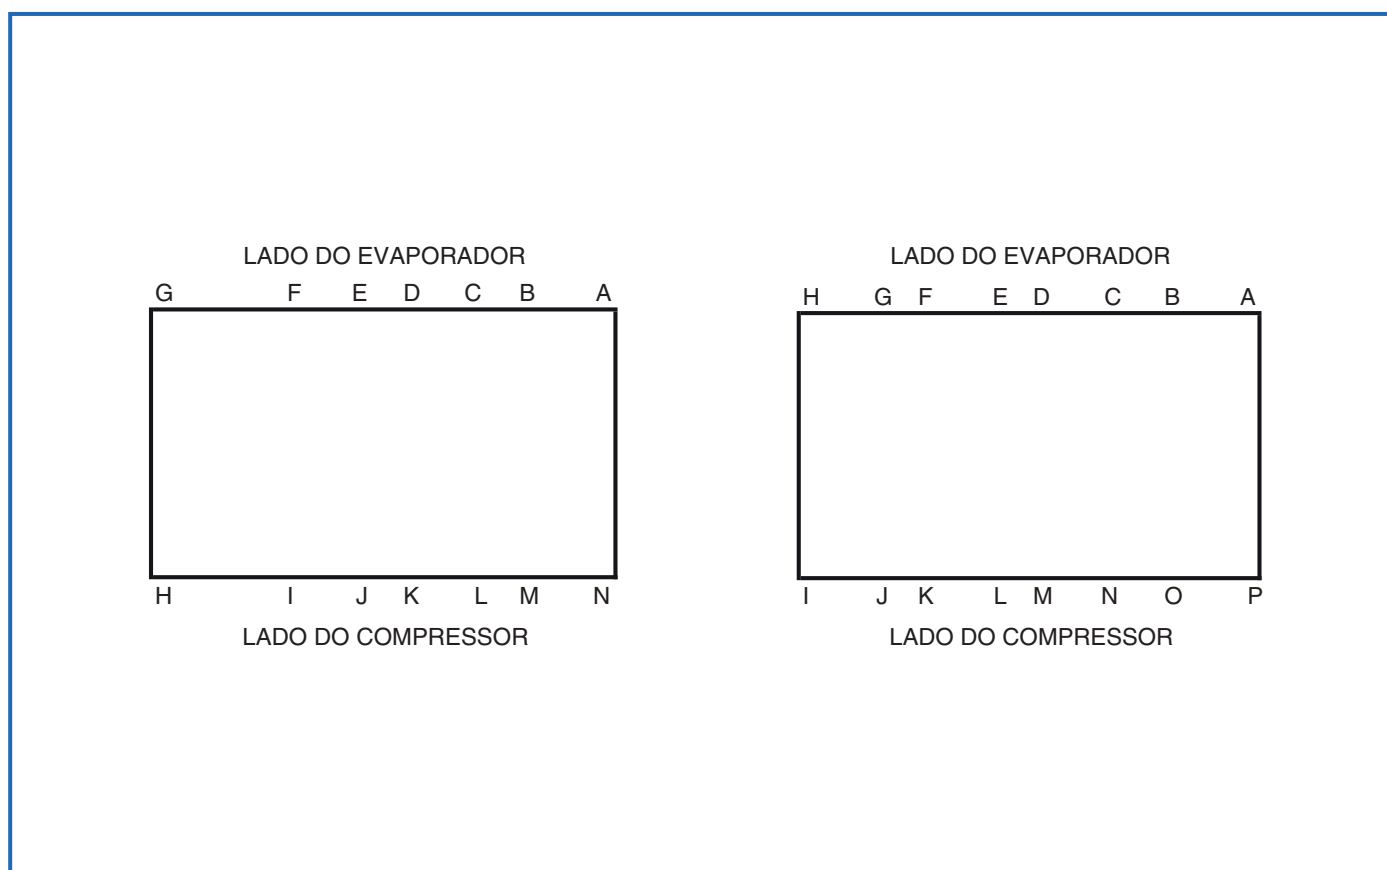 LADO DO EVAPORADOR
G F E D C B A
H I J K L M N
LADO DO COMPRESSOR
LADO DO EVAPORADOR
H G F E D C B A
I J K L M N O P
LADO DO COMPRESSOR